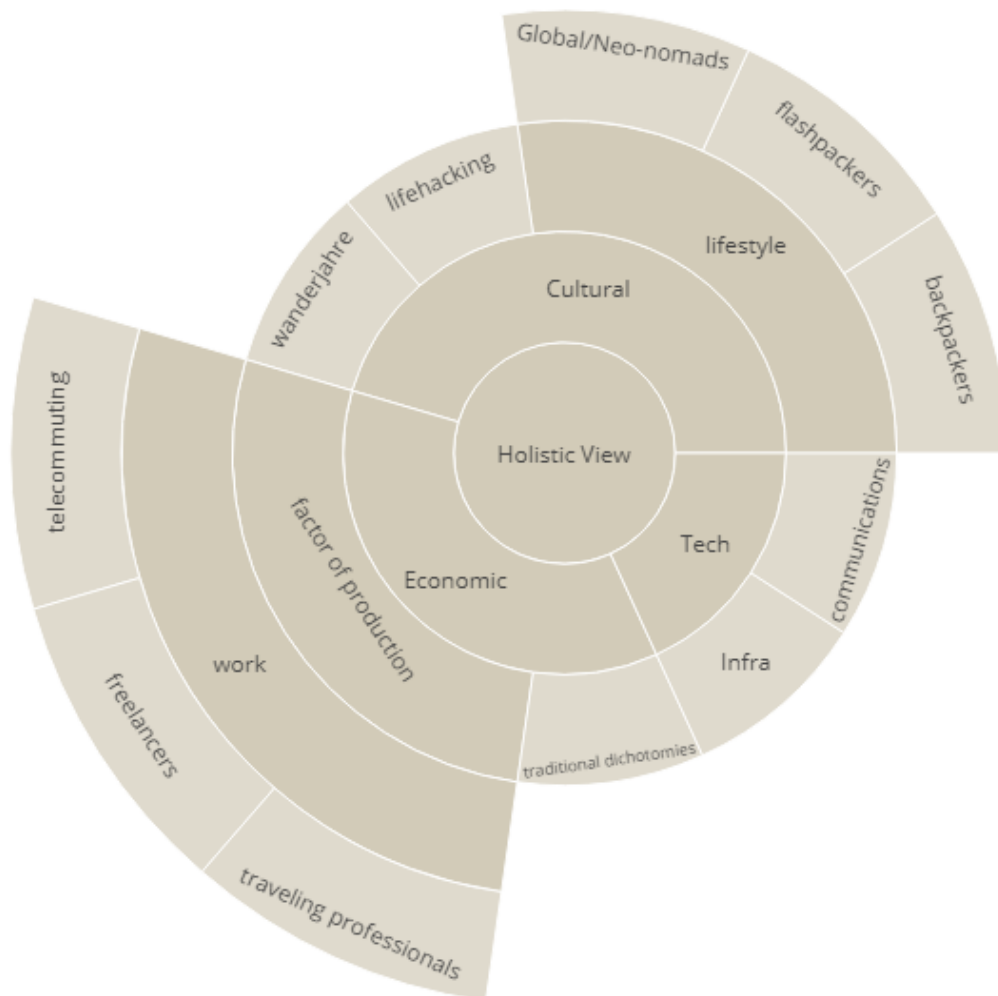 Global/Neo-nomads
flashpackers
backpackers
lifehacking
wanderjahre
lifestyle
Cultural
Holistic View
telecommuting
factor of production
Economic
Tech
communications
Infra
work
freelancers
traditional dichotomies
traveling professionals